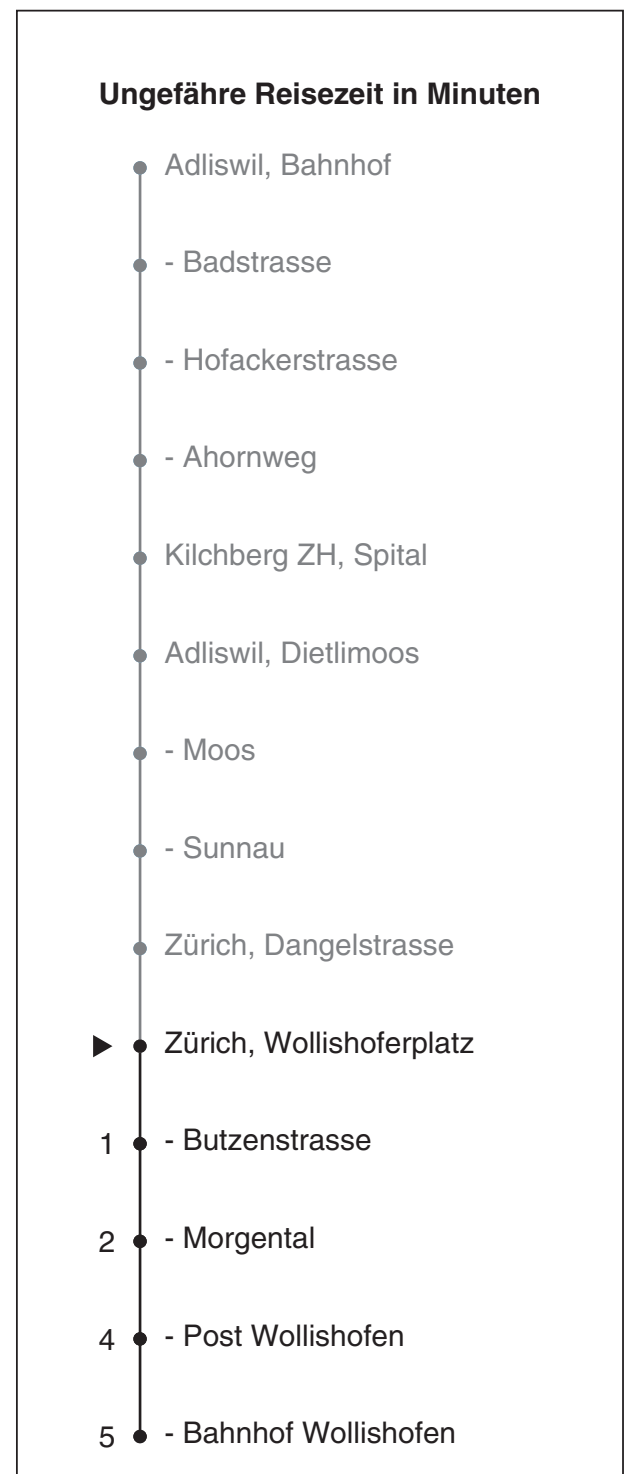 Ungefähre Reisezeit in Minuten
Adliswil, Bahnhof
- Badstrasse
- Hofackerstrasse
- Ahornweg
Kilchberg ZH, Spital
Adliswil, Dietlimoos
- Moos
- Sunnau
Zürich, Dangelstrasse
Zürich, Wollishoferplatz
1 - Butzenstrasse
2 - Morgental
4 - Post Wollishofen
5 - Bahnhof Wollishofen